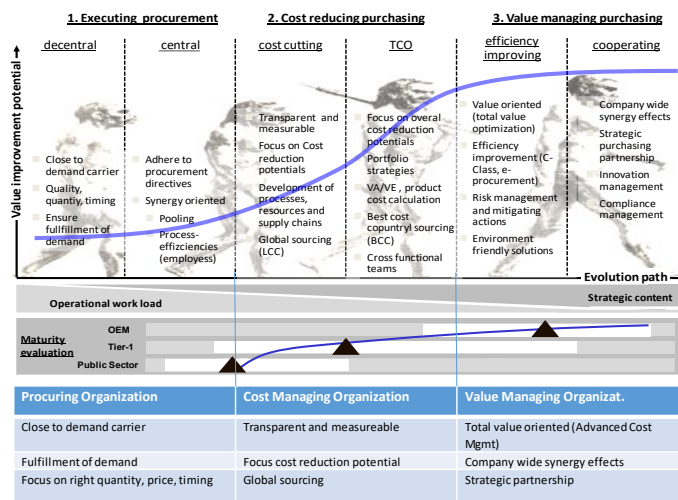 1. Executing procurement
2. Cost reducing purchasing
3. Value managing purchasing
decentral
central
cost cutting
TCO
efficiency
improving
cooperating
Value improvement potential
Close to
demand carrier
Quality,
quantiy, timing
Ensure
fullfillment of
demand
Adhere to
procurement
directives
Synergy oriented
Pooling
Process-
effizciencies
(employess)
Transparent and
measurable
Focus on Cost
reduction
potentials
Development of
processes,
resources and
supply chains
Global sourcing
(LCC)
Focus on overal
cost reduction
potentials
Portfolio
strategies
VA/VE , product
cost calculation
Best cost
copuntryl sourcing
(BCC)
Cross functional
teams
Value oriented
(total value
optimization)
Efficiency
improvement (C-
Class, e-
procurement)
Risk management
and mitigating
actions
Environment
friendly solutions
Company wide
synergy effects
Strategic
purchasing
partnership
Innovation
management
Compliance
management
Evolution path
Operational work load
Strategic content
Maturity
evaluation
OEM
Tier-1
Public Sector
Procuring Organization
Cost Managing Organization
Value Managing Organizat.
Close to demand carrier
Transparent and measureable
Total value oriented (Advanced Cost
Mgmt)
Fulfillment of demand
Focus cost reduction potential
Company wide synergy effects
Focus on right quantity, price, timing
Global sourcing
Strategic partnership